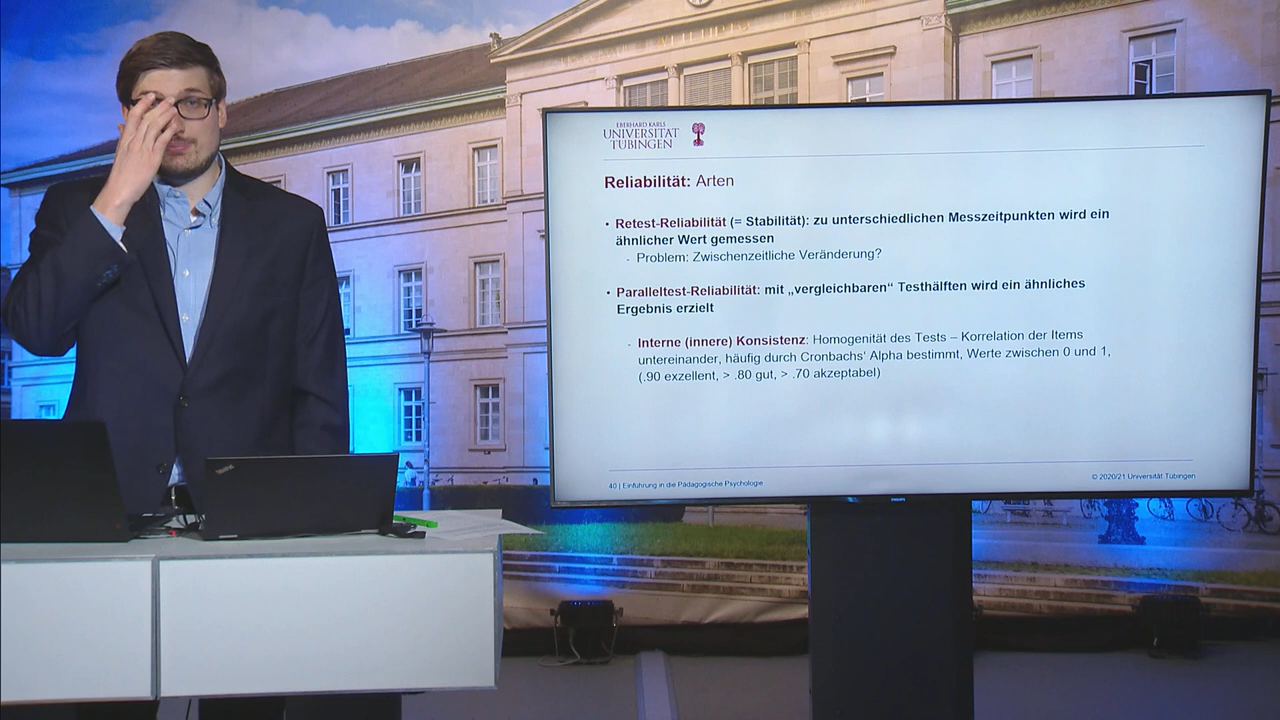 EBERHARD KARLS
UNIVERSITÄT
TÜBINGEN
Reliabilität: Arten
• Retest-Reliabilität (= Stabilität): zu unterschiedlichen Messzeitpunkten wird ein
ähnlicher Wert gemessen
- Problem: Zwischenzeitliche Veränderung?
• Paralleltest-Reliabilität: mit „vergleichbaren“ Testhälften wird ein ähnliches
Ergebnis erzielt
- Interne (innere) Konsistenz: Homogenität des Tests – Korrelation der Items
untereinander, häufig durch Cronbachs‘ Alpha bestimmt, Werte zwischen 0 und 1,
(.90 exzellent, > .80 gut, > .70 akzeptabel)
40 | Einführung in die Pädagogische Psychologie
© 2020/21 Universität Tübingen
PHILIPS
ThinkPad